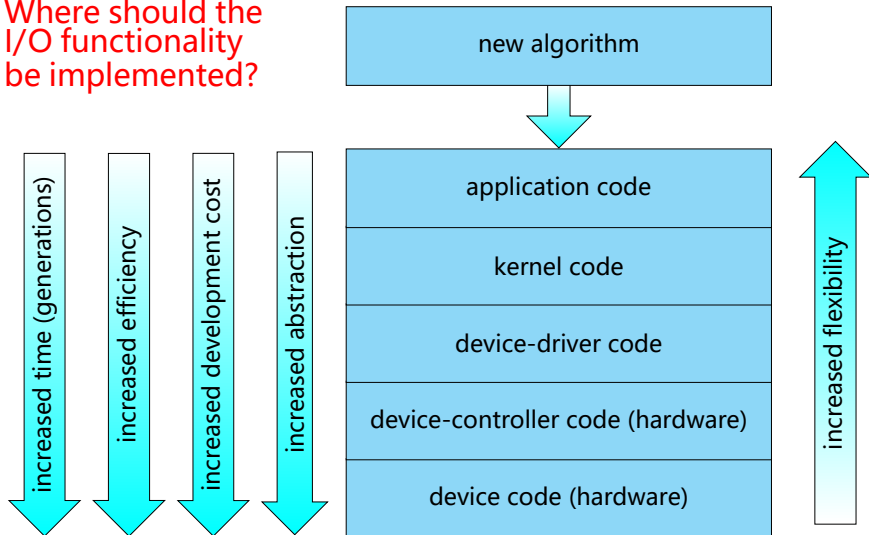 Where should the
I/O functionality
be implemented?
new algorithm
increased time (generations)
increased efficiency
increased development cost
increased abstraction
application code
kernel code
device-driver code
device-controller code (hardware)
device code (hardware)
increased flexibility